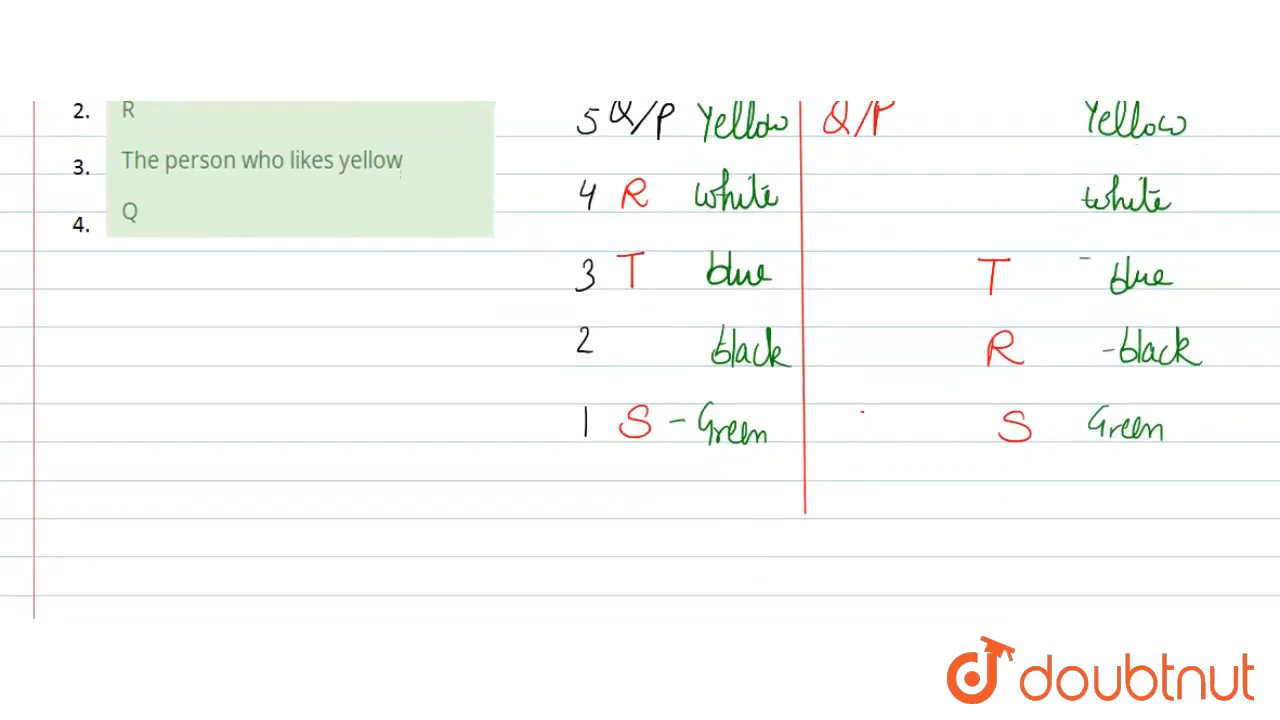 2. R
3. The person who likes yellow
4. Q
5 Q/P Yellow Q/P Yellow
4 R white white
3 T blue T - blue
2 black R - black
1 S - Green S Green
doubtnut